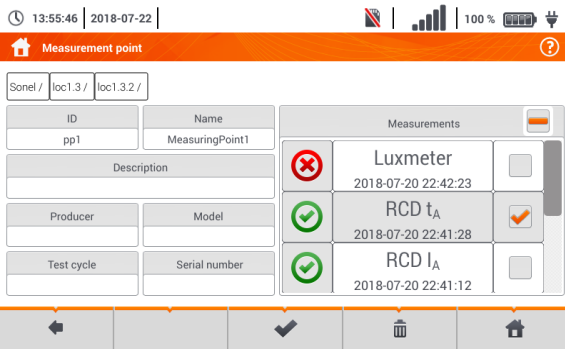 13:55:46 2018-07-22 100 %
Measurement point ?
Sonel / loc1.3 / loc1.3.2 /
ID Name
pp1 MeasuringPoint1
Description
Producer Model
Test cycle Serial number
Measurements
Luxmeter
2018-07-20 22:42:23
RCD tA
2018-07-20 22:41:28
RCD IA
2018-07-20 22:41:12